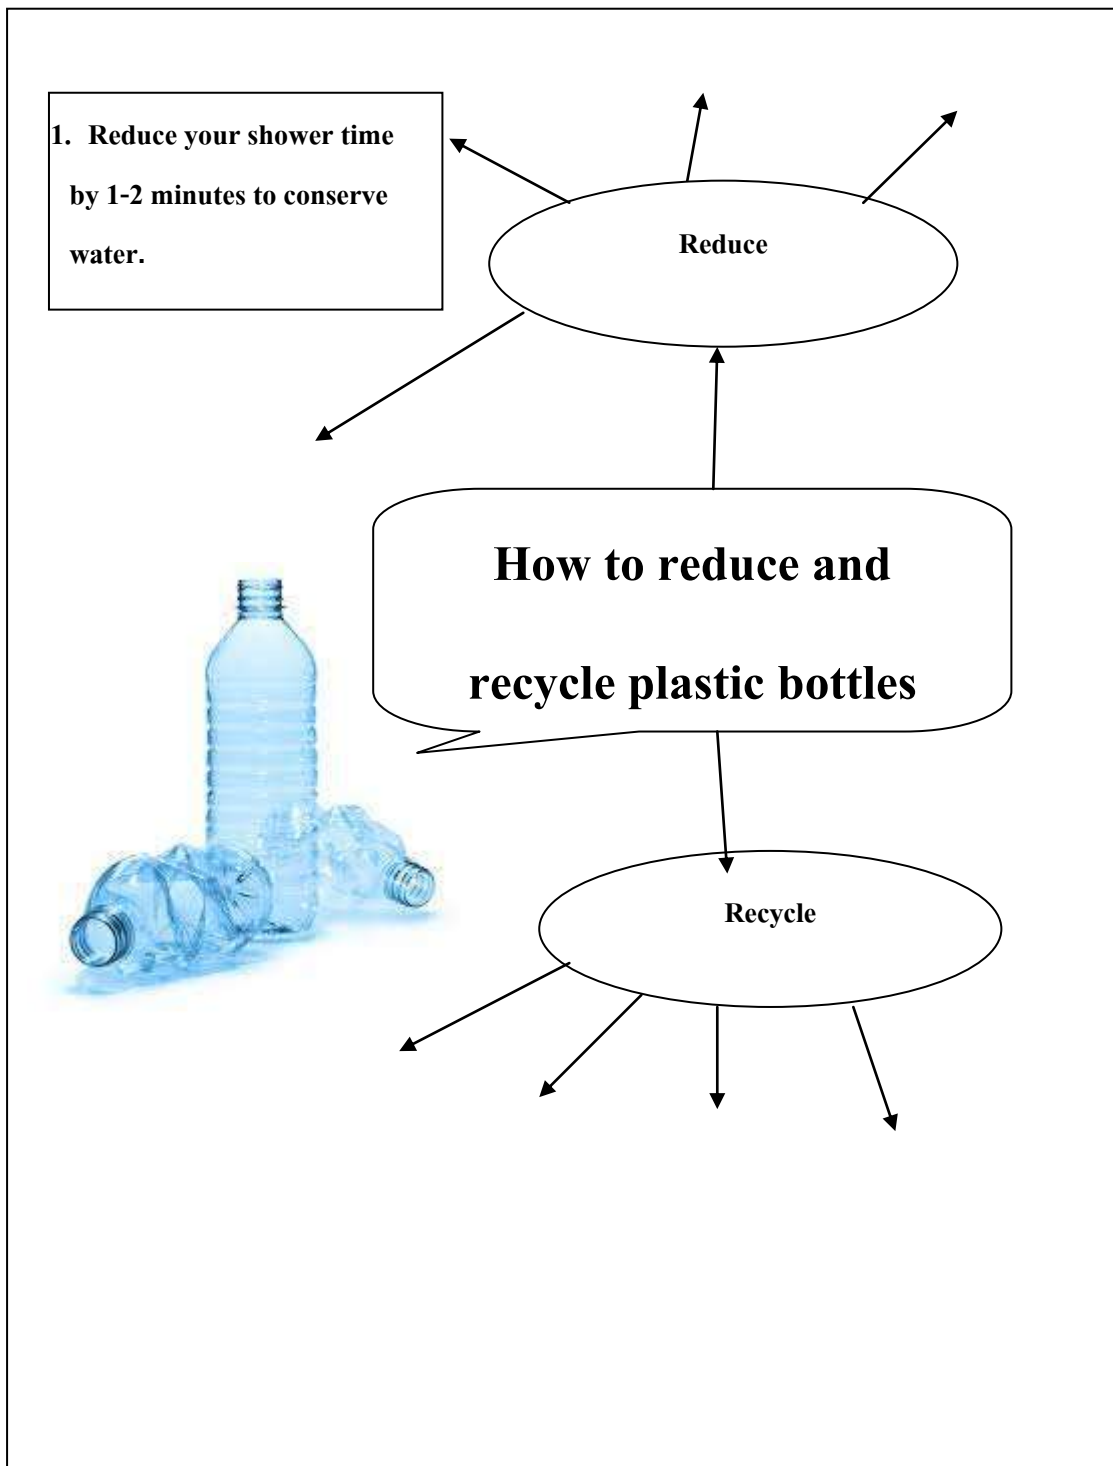 1. Reduce your shower time
by 1-2 minutes to conserve
water.
Reduce
How to reduce and
recycle plastic bottles
Recycle